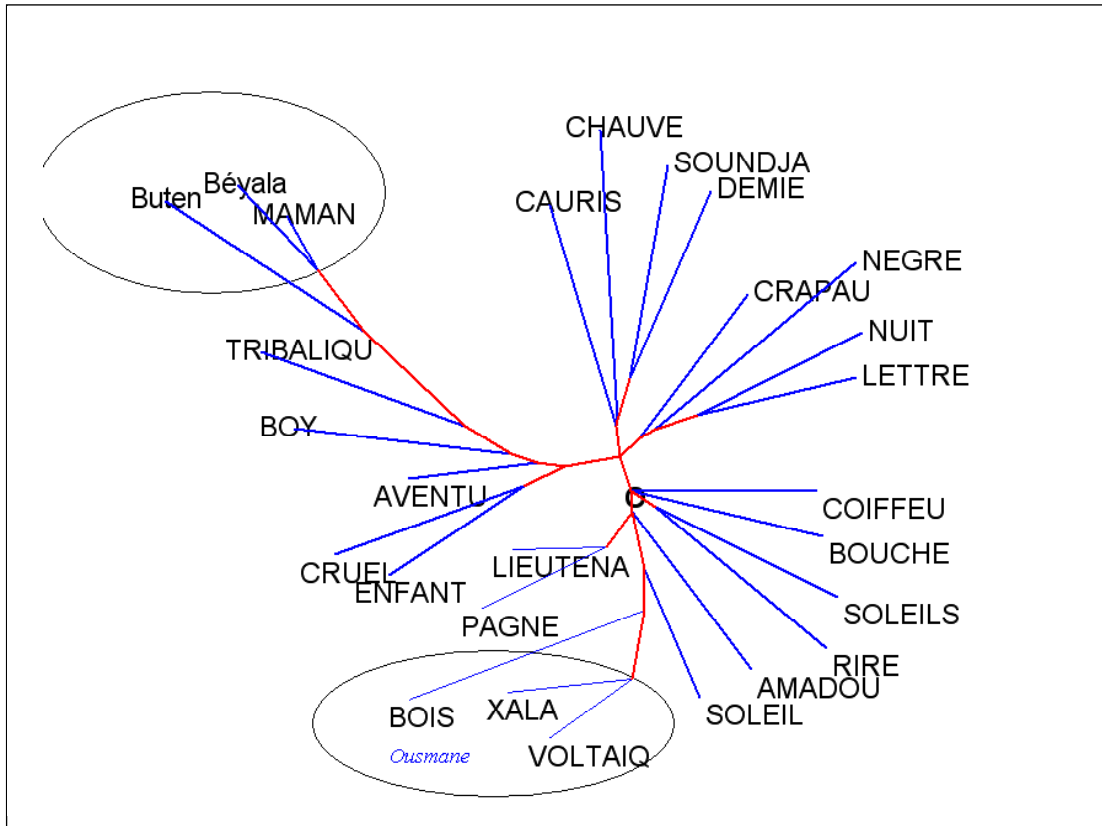 CHAUVE
SOUNDJA
DEMIE
Béyala
Buten
CAURIS
MAMAN
NEGRE
CRAPAU
NUIT
TRIBALIQU
LETTRE
BOY
AVENTU
O
COIFFEU
BOUCHE
CRUEL
LIEUTENA
ENFANT
SOLEILS
PAGNE
RIRE
AMADOU
BOIS
XALA
SOLEIL
Ousmane
VOLTAIQ